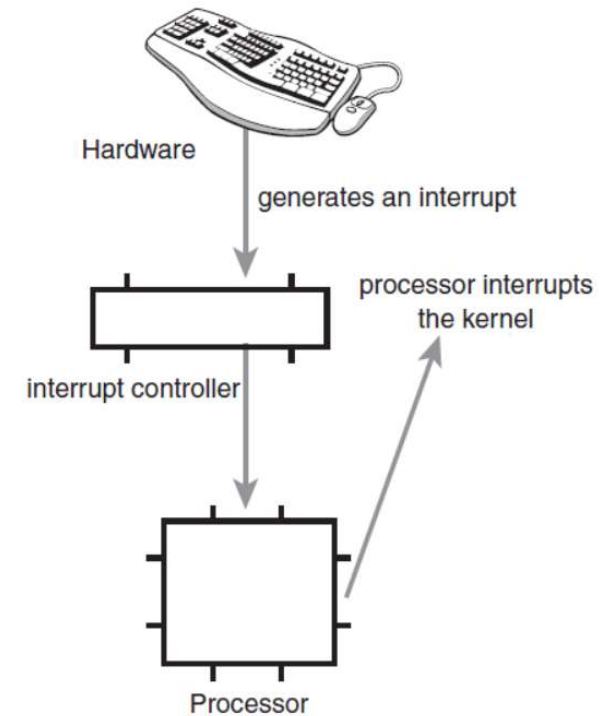 Hardware
generates an interrupt
processor interrupts
the kernel
interrupt controller
Processor